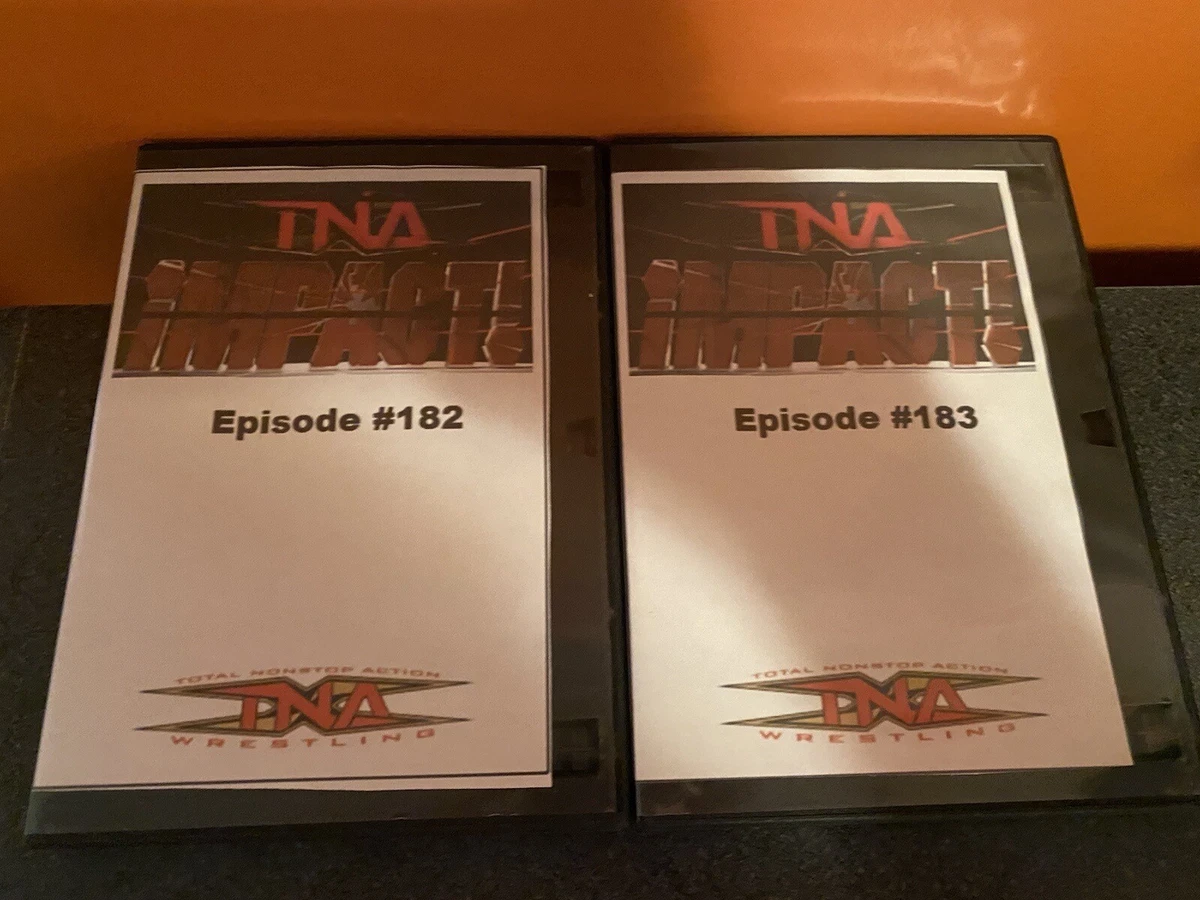 TNA
iMPACT!
Episode #182
TOTAL NONSTOP ACTION
TNA
WRESTLING
TNA
iMPACT!
Episode #183
TOTAL NONSTOP ACTION
TNA
WRESTLING